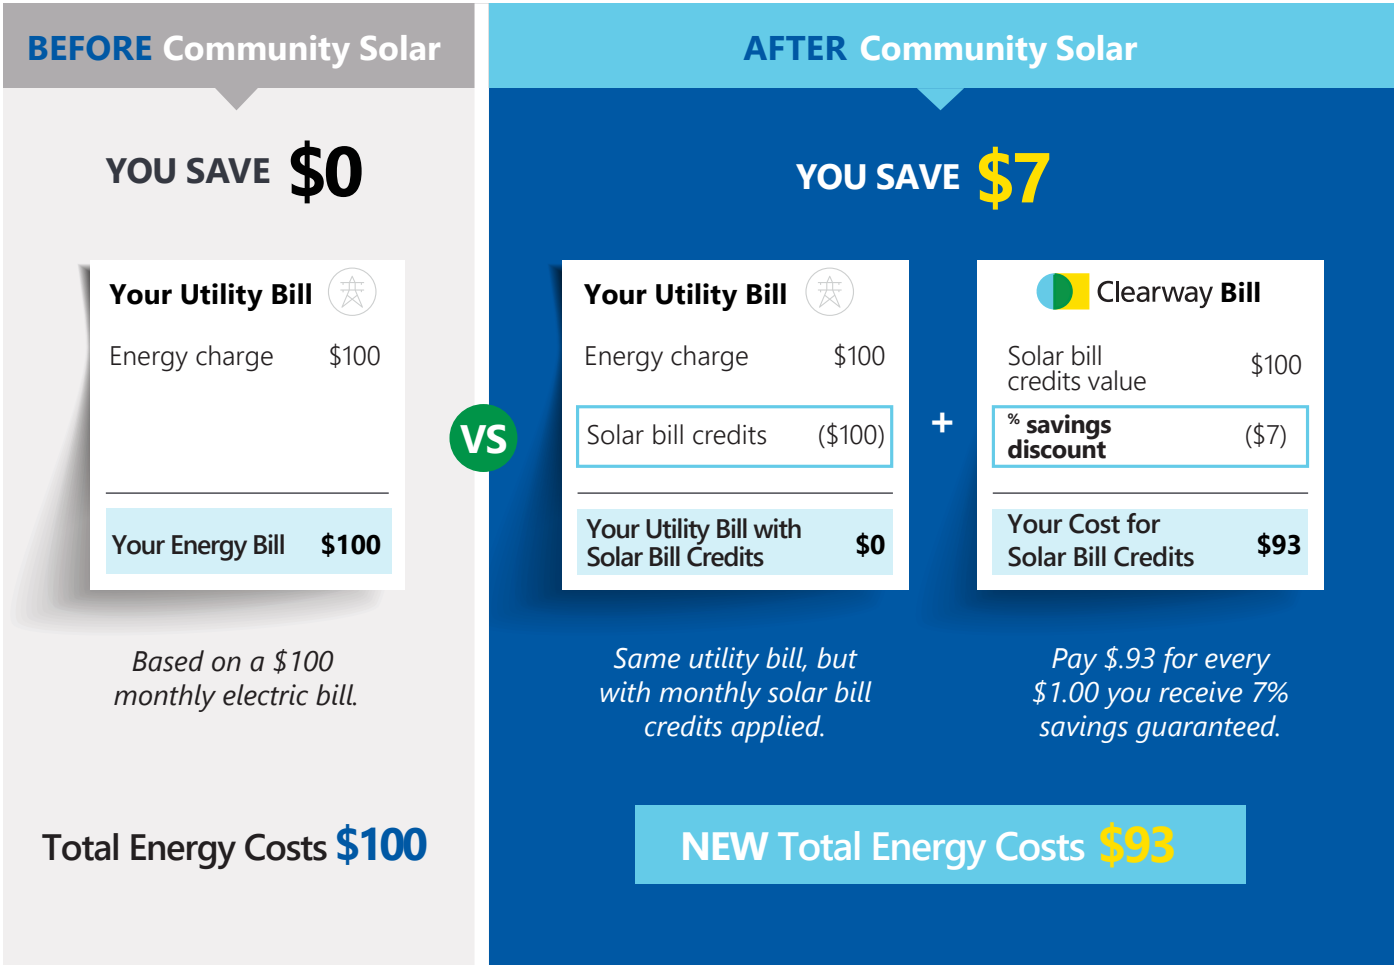 BEFORE Community Solar
YOU SAVE $0
Your Utility Bill
Energy charge $100
Your Energy Bill $100
Based on a $100
monthly electric bill.
Total Energy Costs $100
VS
AFTER Community Solar
YOU SAVE $7
Your Utility Bill
Energy charge $100
Solar bill credits ($100)
Your Utility Bill with
Solar Bill Credits $0
Same utility bill, but
with monthly solar bill
credits applied.
+
Clearway Bill
Solar bill
credits value $100
% savings
discount ($7)
Your Cost for
Solar Bill Credits $93
Pay $.93 for every
$1.00 you receive 7%
savings guaranteed.
NEW Total Energy Costs $93